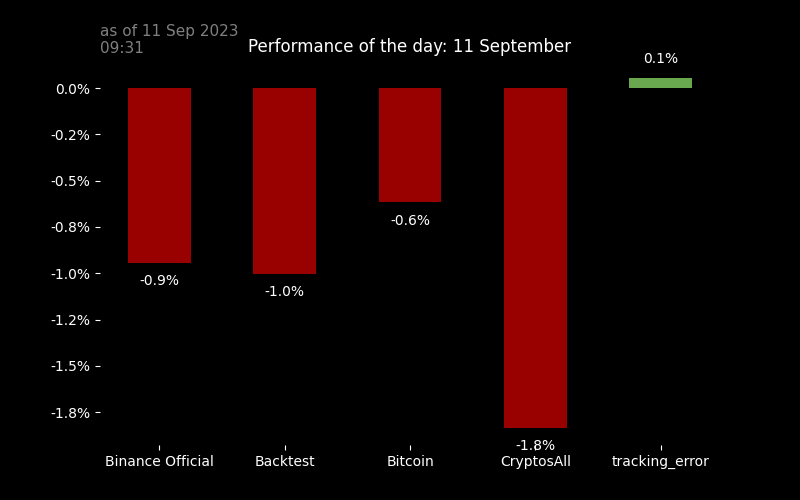 as of 11 Sep 2023
09:31
Performance of the day: 11 September
0.1%
0.0%
-0.2%
-0.5%
-0.8%
-1.0%
-1.2%
-1.5%
-1.8%
-0.9%
-1.0%
-0.6%
-1.8%
Binance Official
Backtest
Bitcoin
CryptosAll
tracking_error